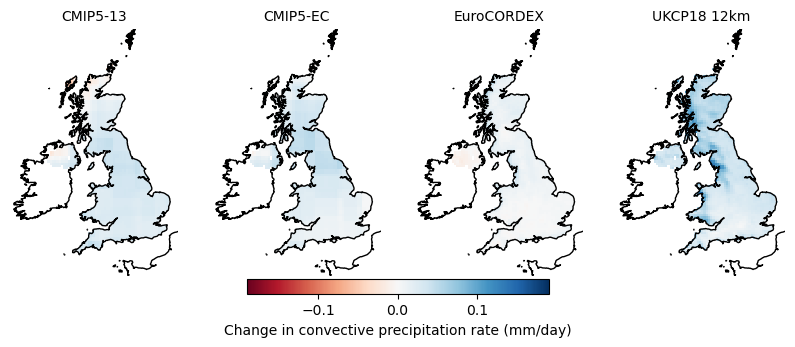 CMIP5-13
CMIP5-EC
EuroCORDEX
UKCP18 12km
−0.1
0.0
0.1
Change in convective precipitation rate (mm/day)